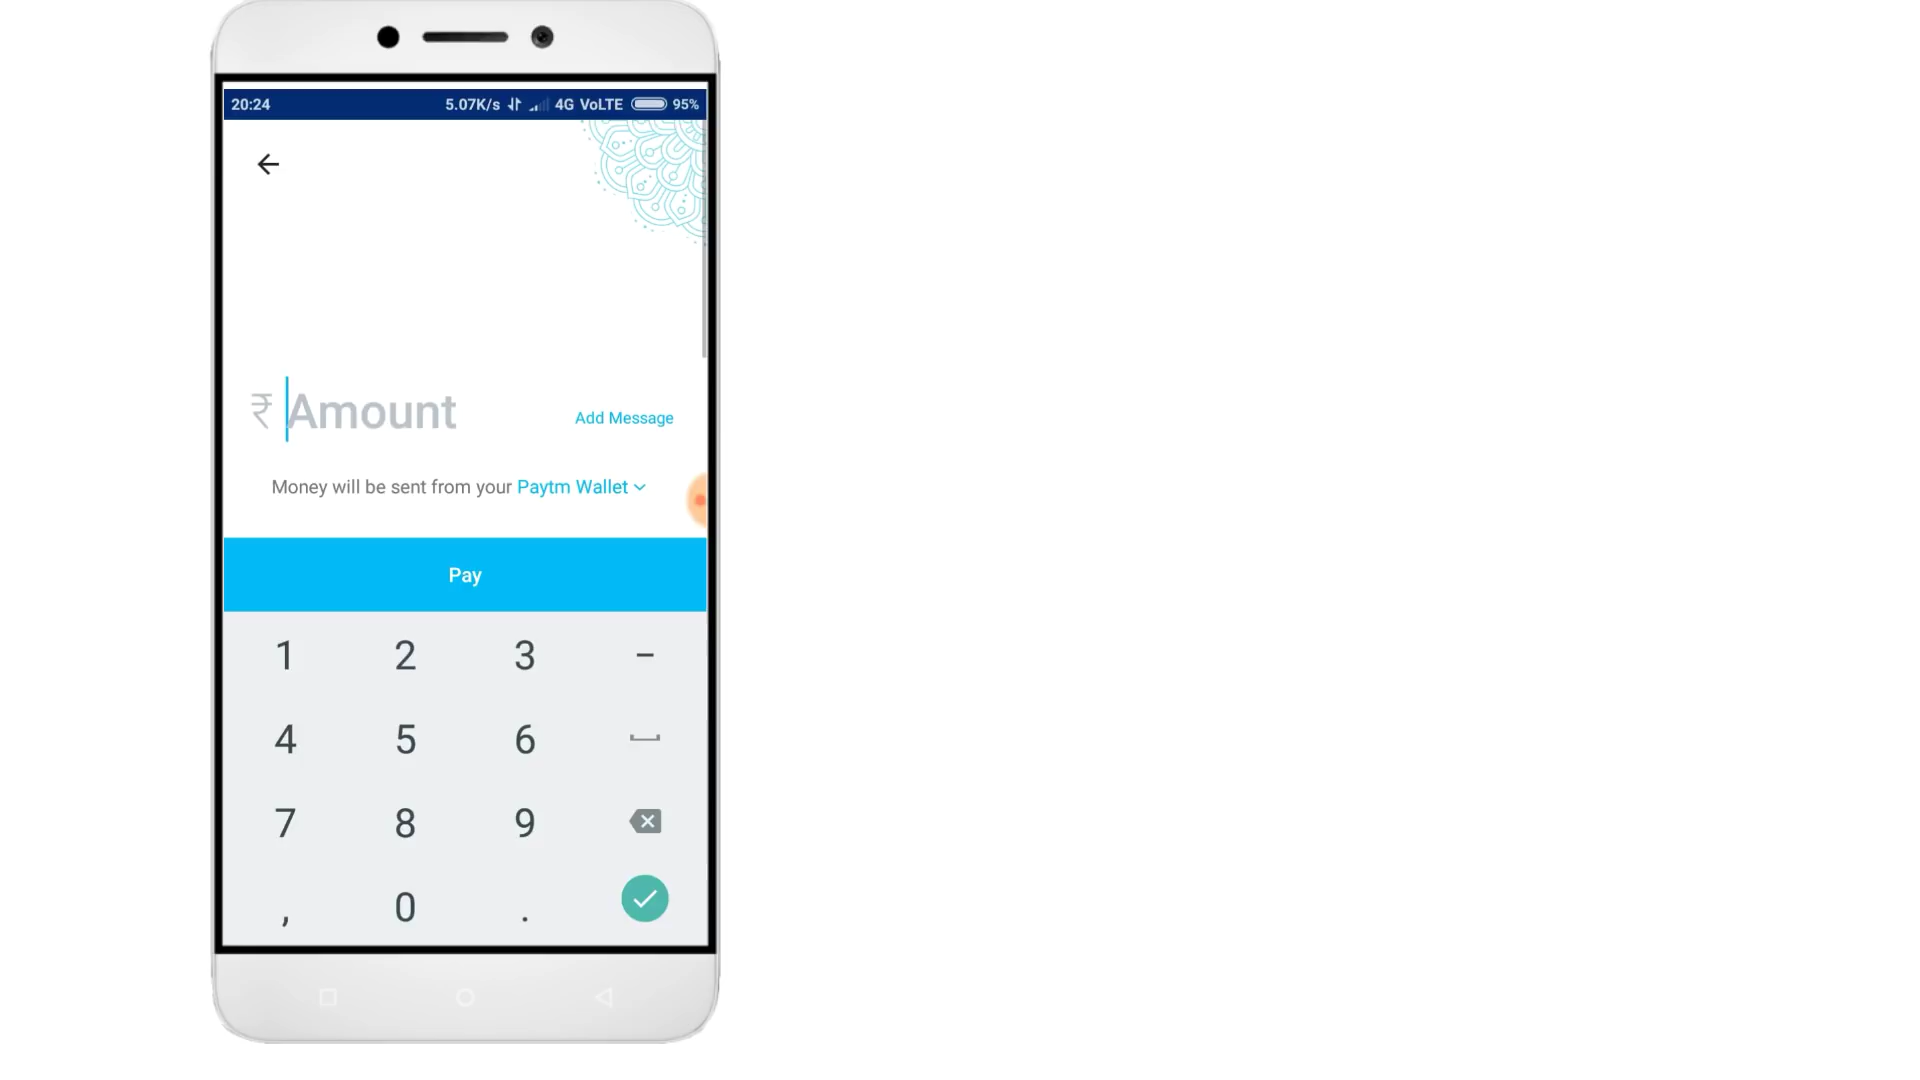 20:24 5.07K/s 4G VoLTE 95%
₹ Amount Add Message
Money will be sent from your Paytm Wallet
Pay
1 2 3 –
4 5 6
7 8 9
, 0 .